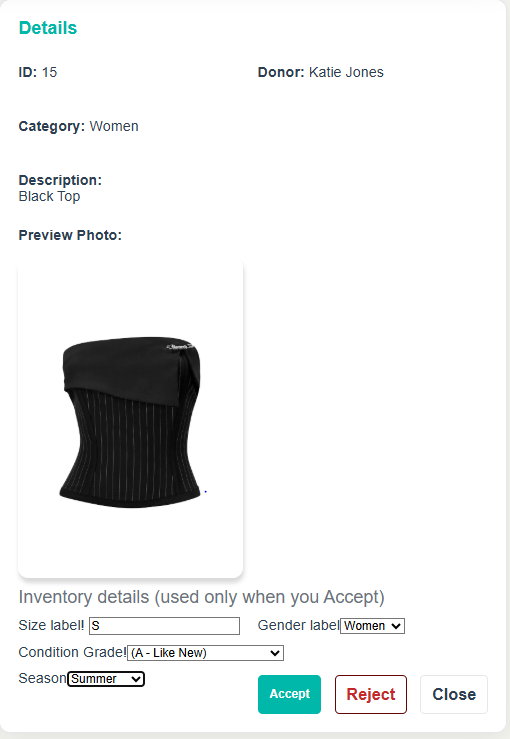 Details
ID: 15 Donor: Katie Jones
Category: Women
Description:
Black Top
Preview Photo:
Inventory details (used only when you Accept)
Size label! S Gender label Women
Condition Grade! (A - Like New)
Season Summer
Accept Reject Close